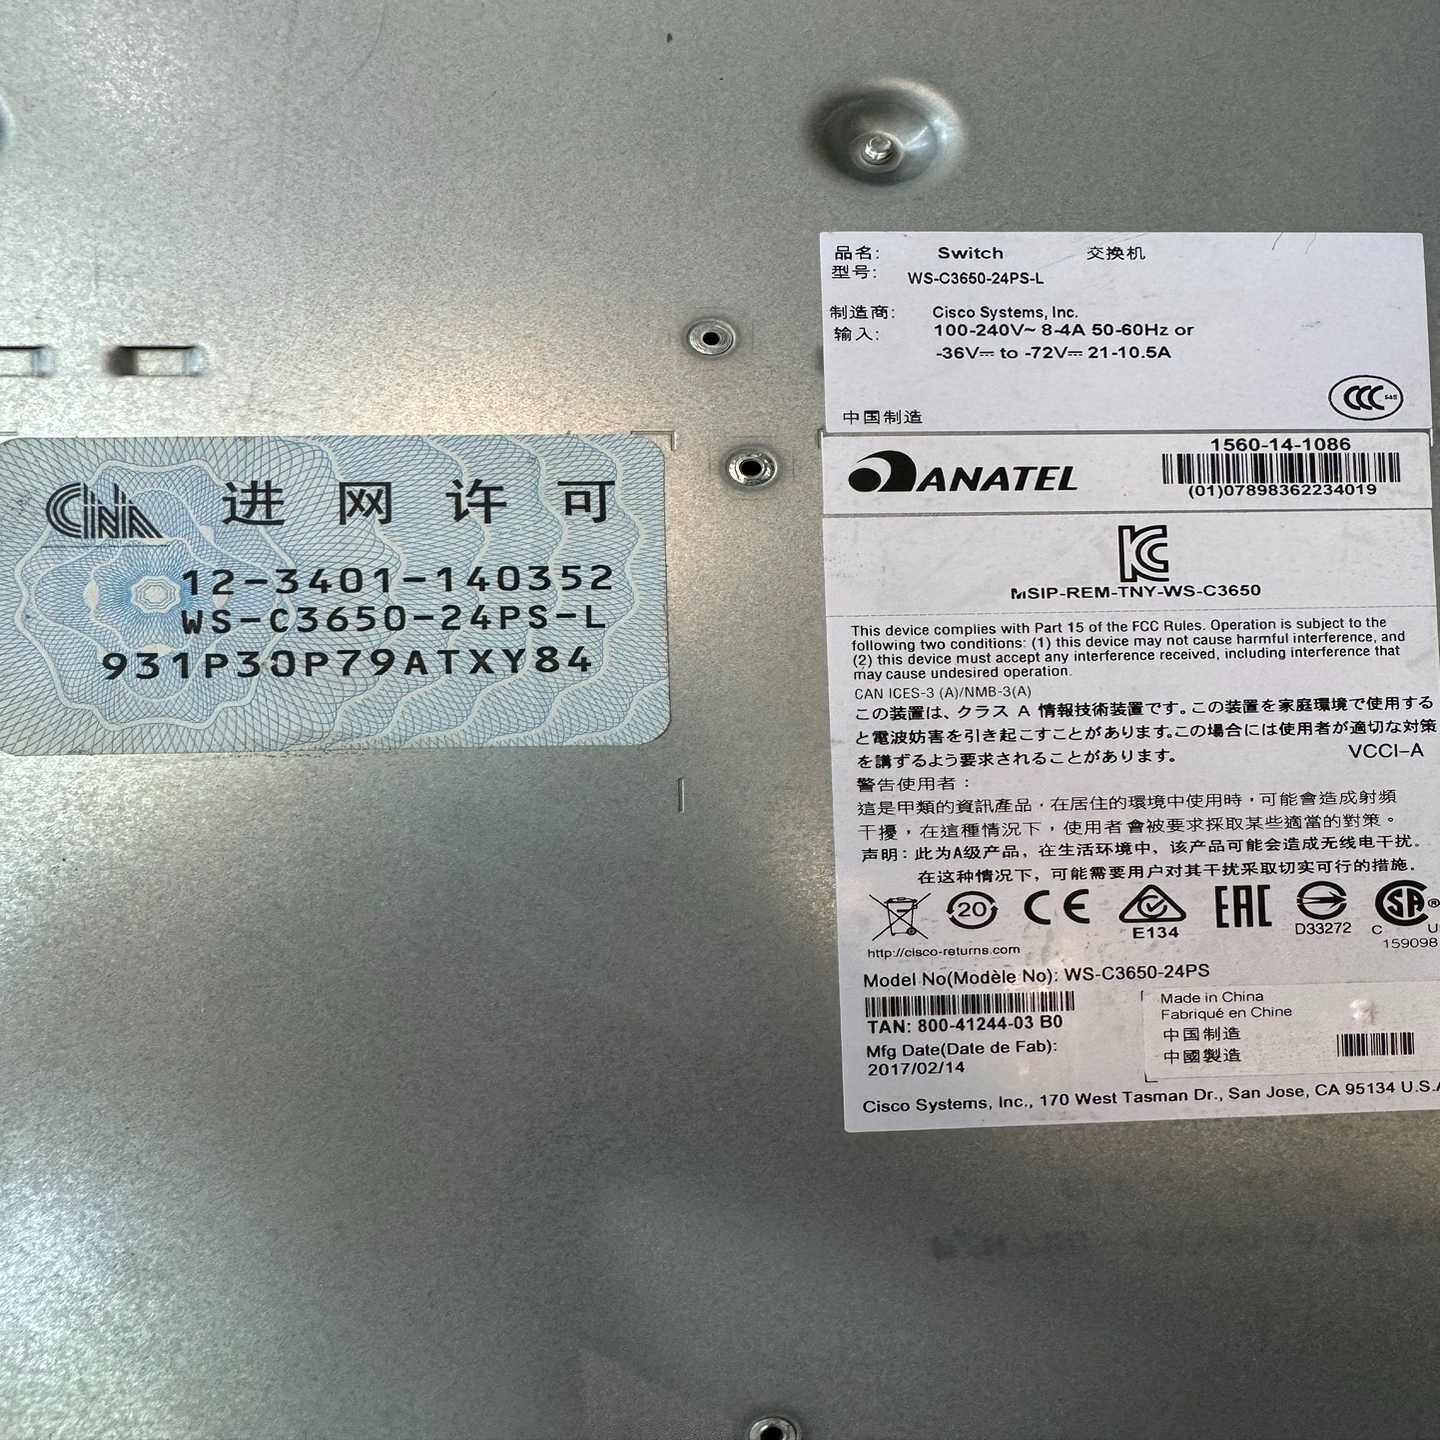 CINA 进网许可
12-3401-140352
WS-C3650-24PS-L
931P30P79ATXY84
品名: Switch 交换机
型号: WS-C3650-24PS-L
制造商: Cisco Systems, Inc.
输入: 100-240V~ 8-4A 50-60Hz or
-36V⎓ to -72V⎓ 21-10.5A
CCC S&E
中国制造
ANATEL
1560-14-1086
(01)07898362234019
KC
MSIP-REM-TNY-WS-C3650
This device complies with Part 15 of the FCC Rules. Operation is subject to the
following two conditions: (1) this device may not cause harmful interference, and
(2) this device must accept any interference received, including interference that
may cause undesired operation.
CAN ICES-3 (A)/NMB-3(A)
この装置は、クラス A 情報技術装置です。この装置を家庭環境で使用する
と電波妨害を引き起こすことがあります。この場合には使用者が適切な対策
を講ずるよう要求されることがあります。 VCCI-A
警告使用者：
這是甲類的資訊產品，在居住的環境中使用時，可能會造成射頻
干擾，在這種情況下，使用者會被要求採取某些適當的對策。
声明：此为A级产品，在生活环境中，该产品可能会造成无线电干扰。
在这种情况下，可能需要用户对其干扰采取切实可行的措施.
20 CE E134 EAC D33272 C SA® U
159098
http://cisco-returns.com
Model No(Modèle No): WS-C3650-24PS
TAN: 800-41244-03 B0
Mfg Date(Date de Fab):
2017/02/14
Made in China
Fabriqué en Chine
中国制造
中國製造
Cisco Systems, Inc., 170 West Tasman Dr., San Jose, CA 95134 U.S.A